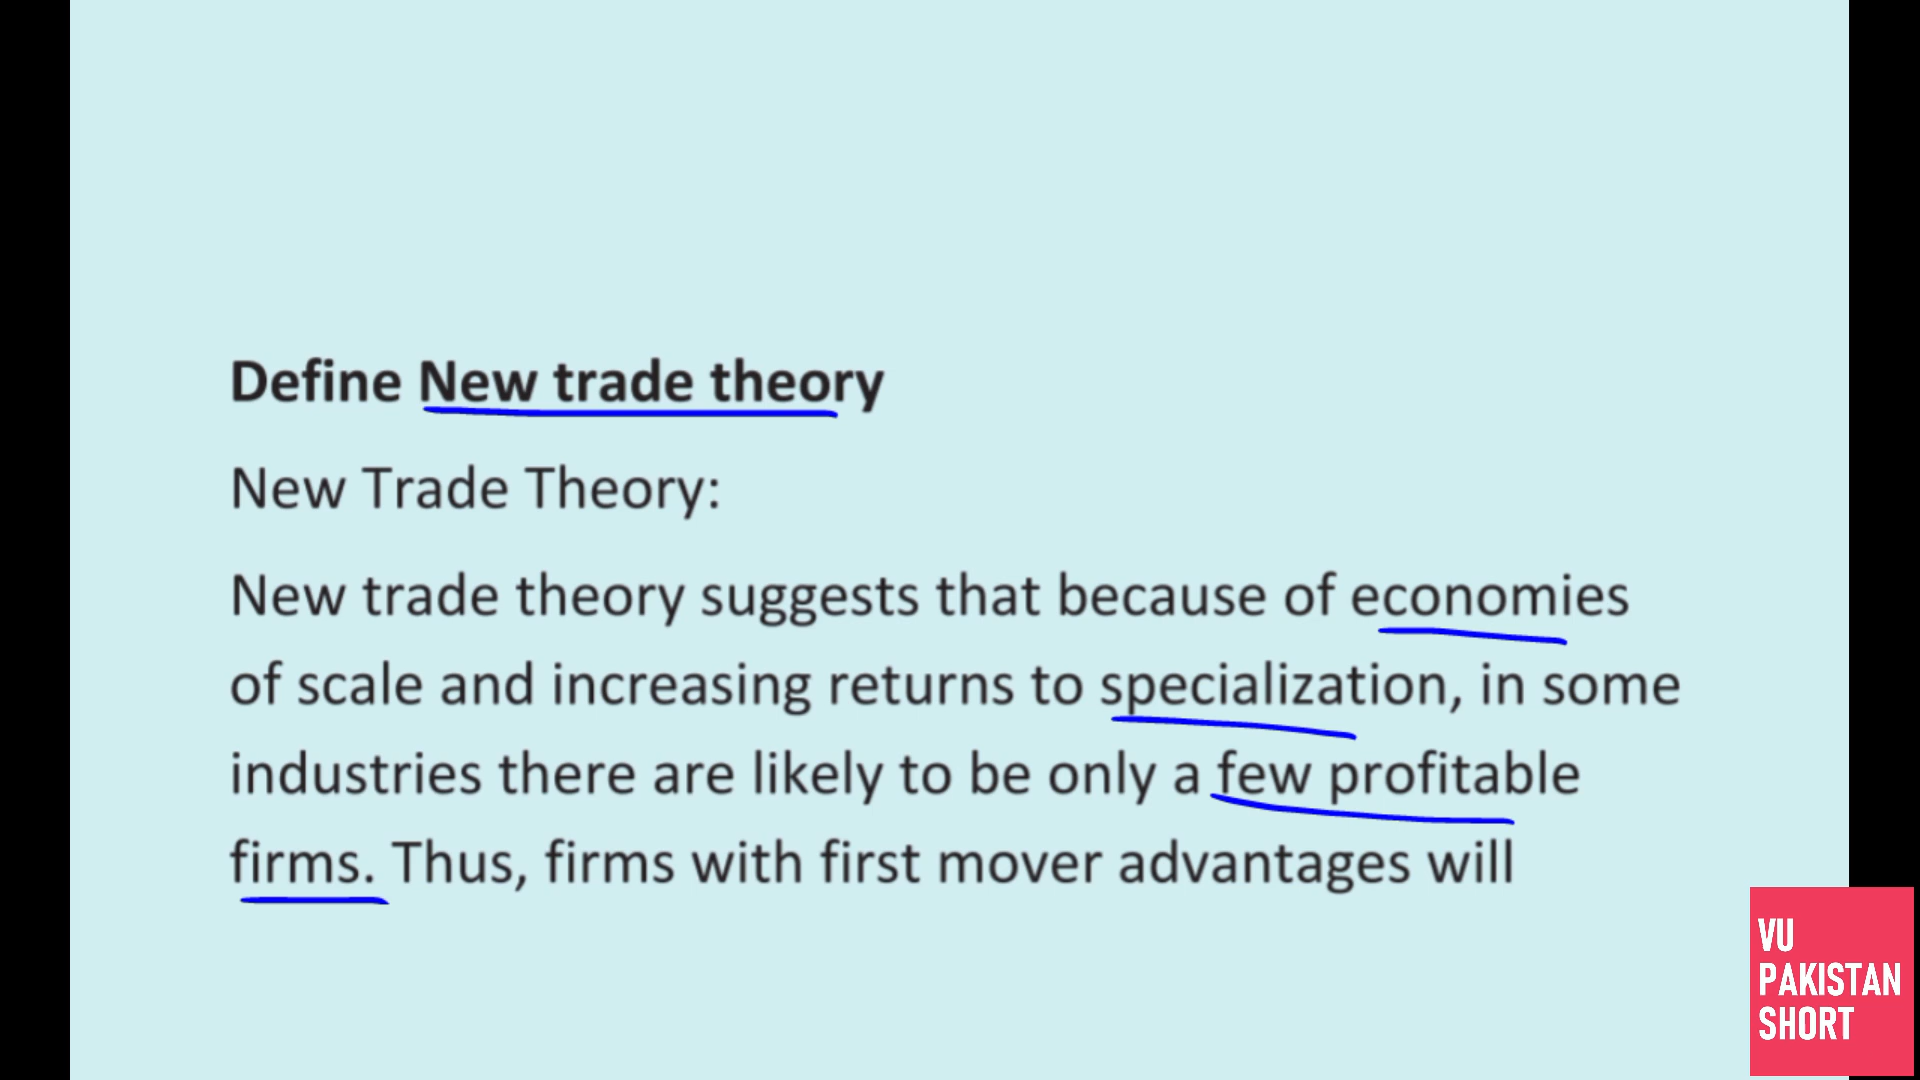 Define New trade theory
New Trade Theory:
New trade theory suggests that because of economies
of scale and increasing returns to specialization, in some
industries there are likely to be only a few profitable
firms. Thus, firms with first mover advantages will
VU
PAKISTAN
SHORT